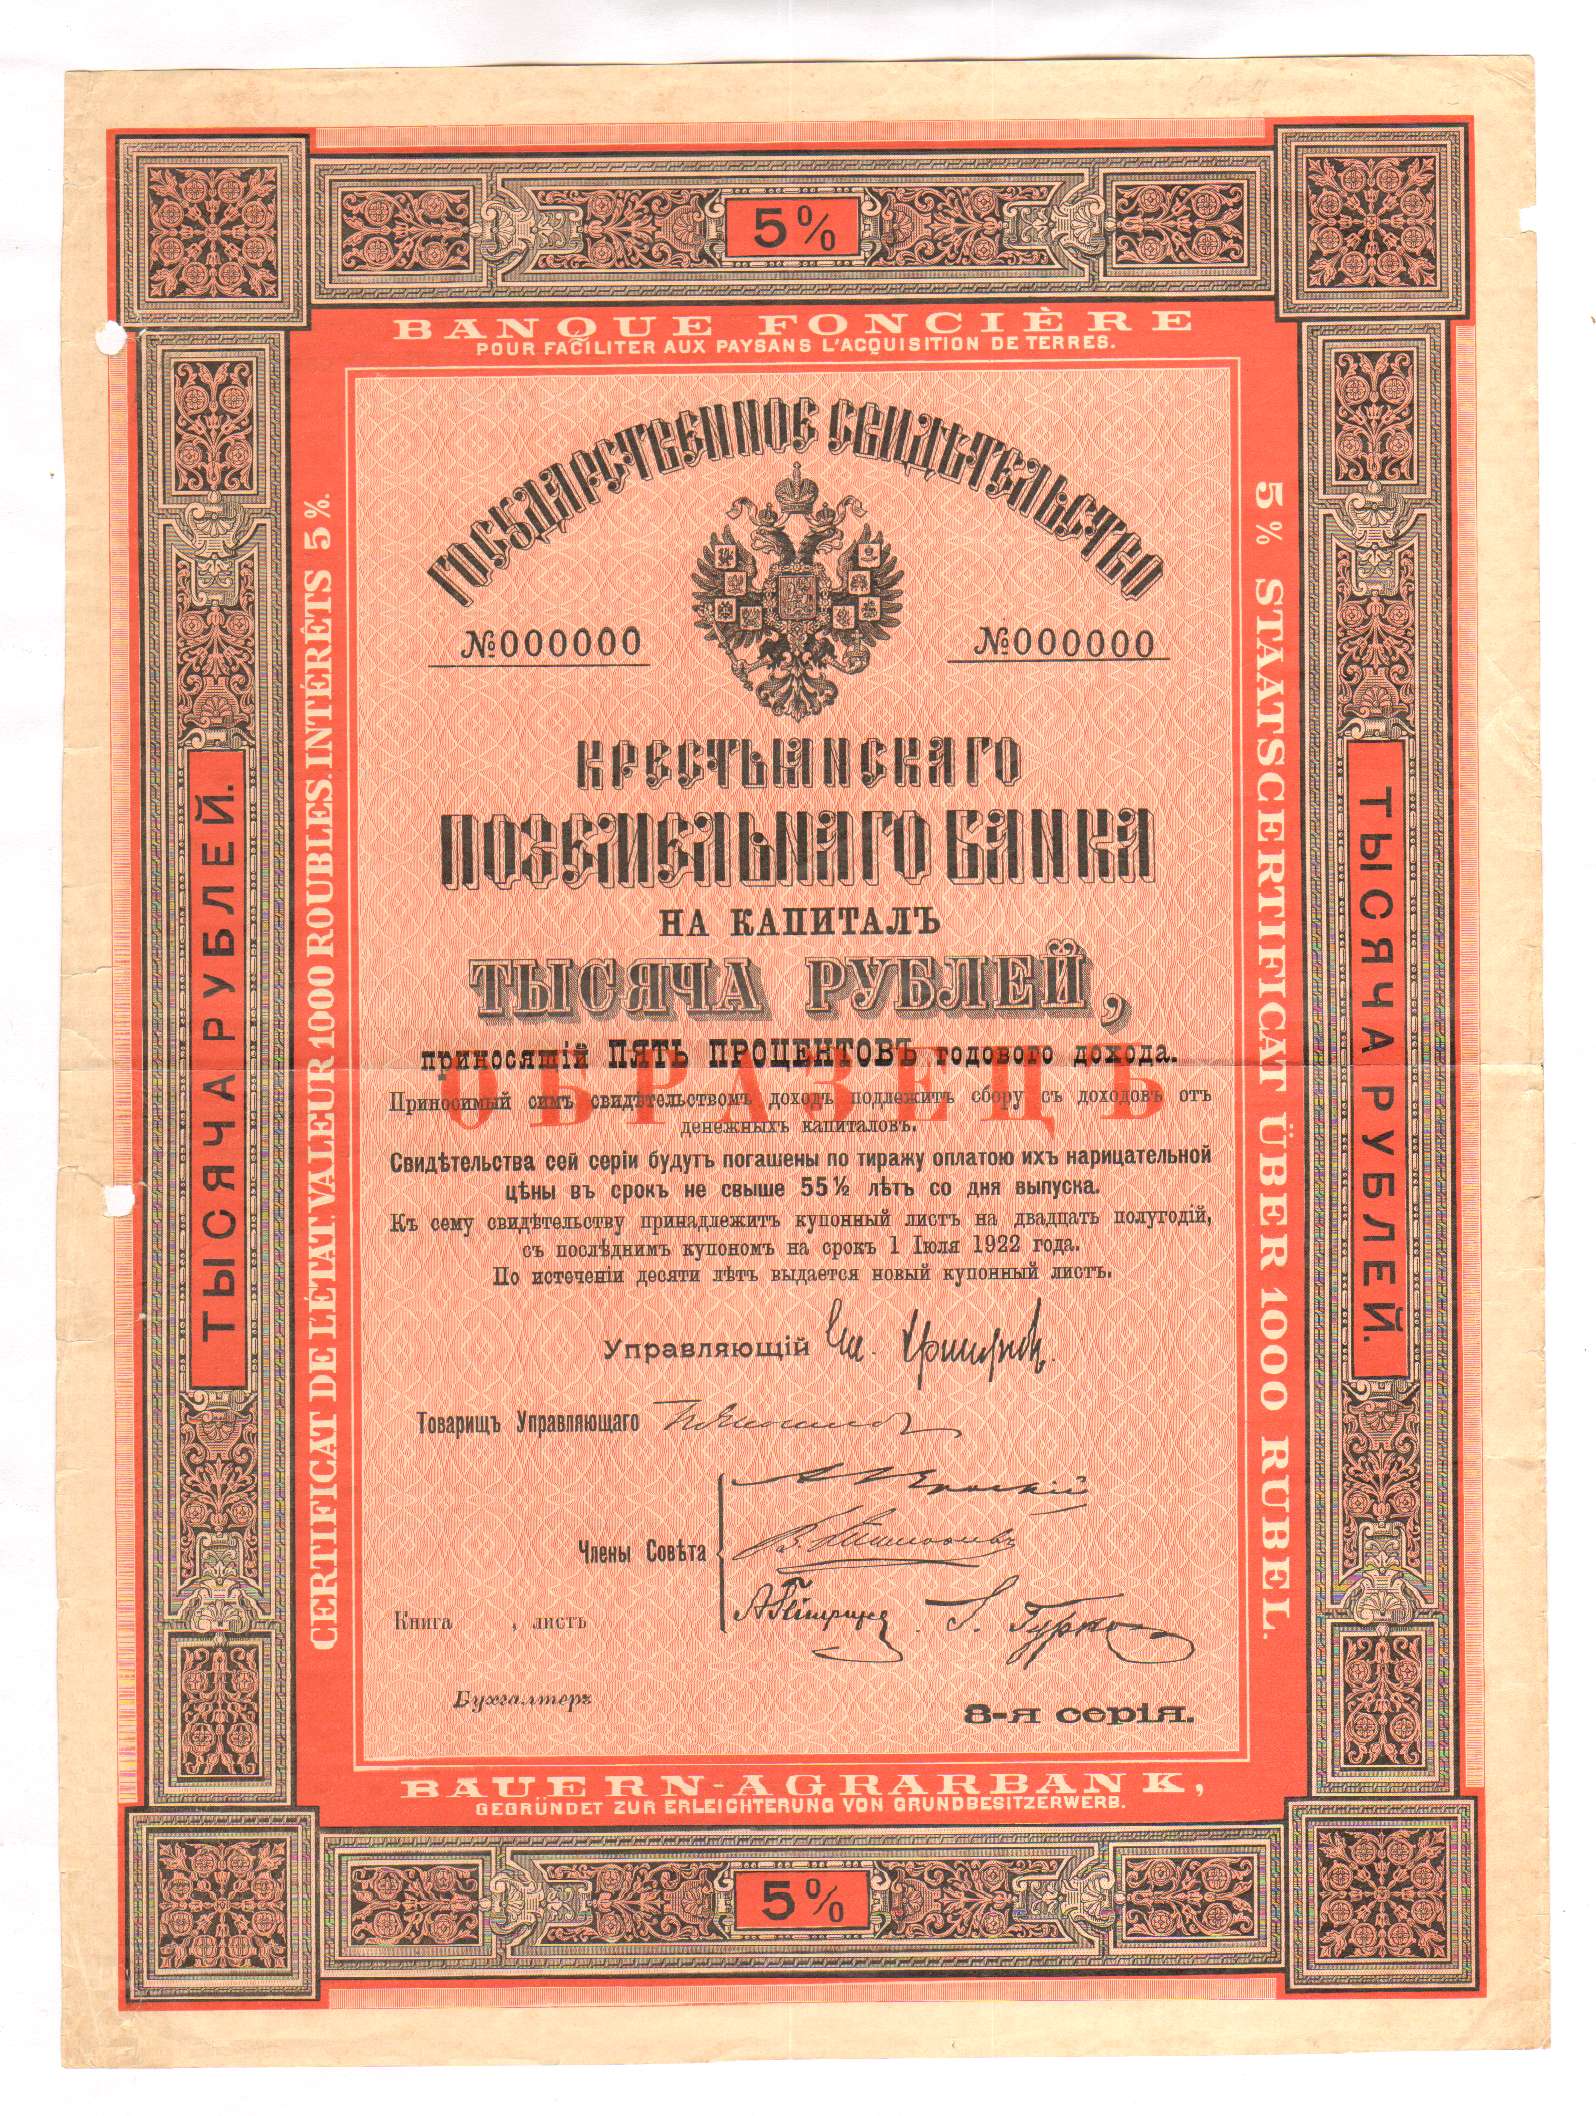 5%
BANQUE FONCIÈRE
POUR FACILITER AUX PAYSANS L'ACQUISITION DE TERRES.
ГОСУДАРСТВЕННОЕ СВИДѢТЕЛЬСТВО
№000000
№000000
КРЕСТЬЯНСКАГО
ПОЗЕМЕЛЬНАГО БАНКА
НА КАПИТАЛЪ
ТЫСЯЧА РУБЛЕЙ,
приносящій ПЯТЬ ПРОЦЕНТОВЪ годового дохода.
ОБРАЗЕЦЪ
Приносимый симъ свидѣтельствомъ доходъ подлежитъ сбору съ доходовъ отъ
денежныхъ капиталовъ.
Свидѣтельства сей серіи будутъ погашены по тиражу оплатою ихъ нарицательной
цѣны въ срокъ не свыше 55½ лѣтъ со дня выпуска.
Къ сему свидѣтельству принадлежитъ купонный листъ на двадцать полугодій,
съ послѣднимъ купономъ на срокъ 1 Іюля 1922 года.
По истеченіи десяти лѣтъ выдается новый купонный листъ.
Управляющій
Товарищъ Управляющаго
Члены Совѣта
І. Гурко
Книга , листъ
Бухгалтеръ
8-я серія.
BAUERN-AGRARBANK,
GEGRÜNDET ZUR ERLEICHTERUNG VON GRUNDBESITZERWERB.
5%
ТЫСЯЧА РУБЛЕЙ.
CERTIFICAT DE L'ÉTAT. VALEUR 1000 ROUBLES. INTÉRÊTS 5%.
5% STAATSCERTIFICAT ÜBER 1000 RUBEL.
ТЫСЯЧА РУБЛЕЙ.